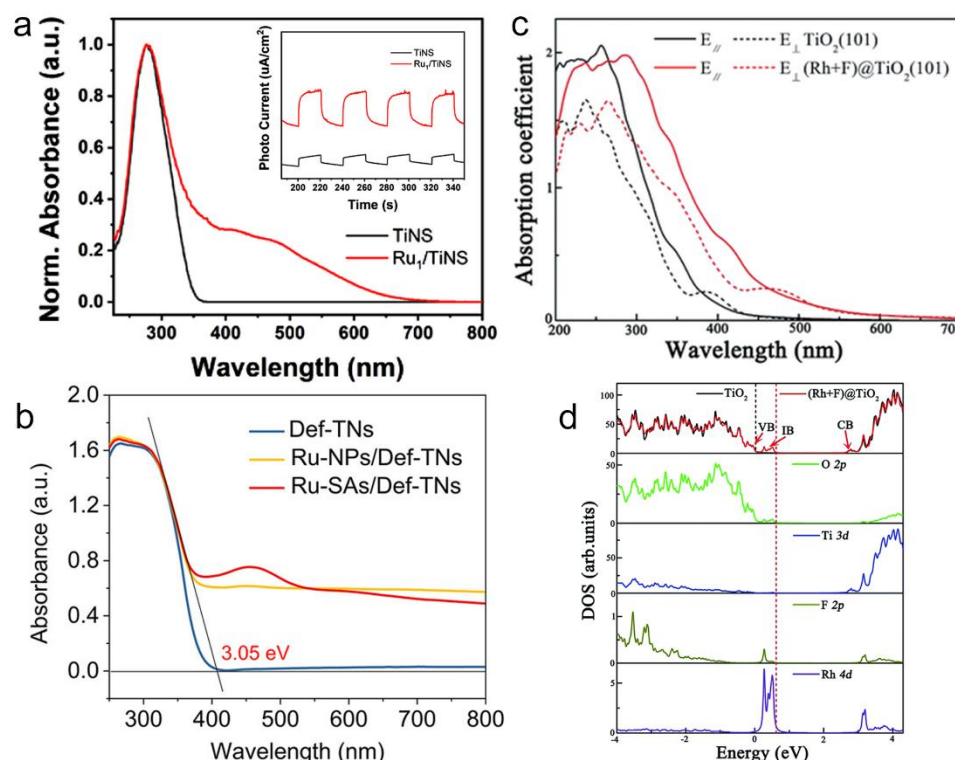 a
Norm. Absorbance (a.u.)
1.0
0.8
0.6
0.4
0.2
0.0
300
400
500
600
700
800
Wavelength (nm)
TiNS
Ru₁/TiNS
Photo Current (uA/cm²)
TiNS
Ru₁/TiNS
200 220 240 260 280 300 320 340
Time (s)
c
Absorption coefficient
2
1
0
200 300 400 500 600 700
Wavelength (nm)
E// E⊥ TiO₂(101)
E// E⊥ (Rh+F)@TiO₂(101)
b
Absorbance (a.u.)
1.8
1.2
0.6
0.0
300 400 500 600 700 800
Wavelength (nm)
Def-TNs
Ru-NPs/Def-TNs
Ru-SAs/Def-TNs
3.05 eV
d
DOS (arb.units)
TiO₂ (Rh+F)@TiO₂
VB IB CB
100
50
0
O 2p
50
0
Ti 3d
50
0
F 2p
1
0
Rh 4d
5
0
-4 -2 0 2 4
Energy (eV)